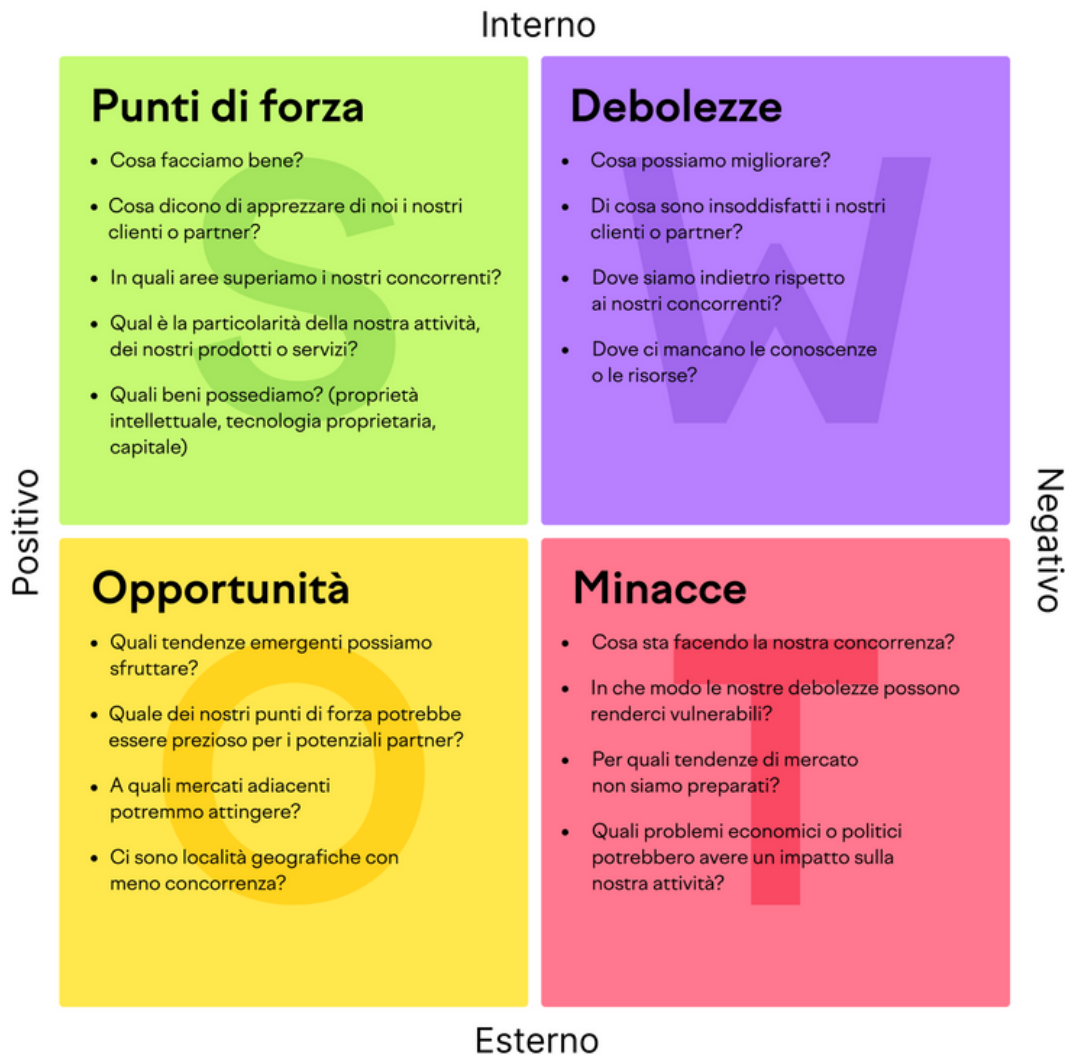 Interno
Punti di forza
• Cosa facciamo bene?
• Cosa dicono di apprezzare di noi i nostri
clienti o partner?
• In quali aree superiamo i nostri concorrenti?
• Qual è la particolarità della nostra attività,
dei nostri prodotti o servizi?
• Quali beni possediamo? (proprietà
intellettuale, tecnologia proprietaria,
capitale)
S
Debolezze
• Cosa possiamo migliorare?
• Di cosa sono insoddisfatti i nostri
clienti o partner?
• Dove siamo indietro rispetto
ai nostri concorrenti?
• Dove ci mancano le conoscenze
o le risorse?
W
Positivo
Negativo
Opportunità
• Quali tendenze emergenti possiamo
sfruttare?
• Quale dei nostri punti di forza potrebbe
essere prezioso per i potenziali partner?
• A quali mercati adiacenti
potremmo attingere?
• Ci sono località geografiche con
meno concorrenza?
O
Minacce
• Cosa sta facendo la nostra concorrenza?
• In che modo le nostre debolezze possono
renderci vulnerabili?
• Per quali tendenze di mercato
non siamo preparati?
• Quali problemi economici o politici
potrebbero avere un impatto sulla
nostra attività?
T
Esterno